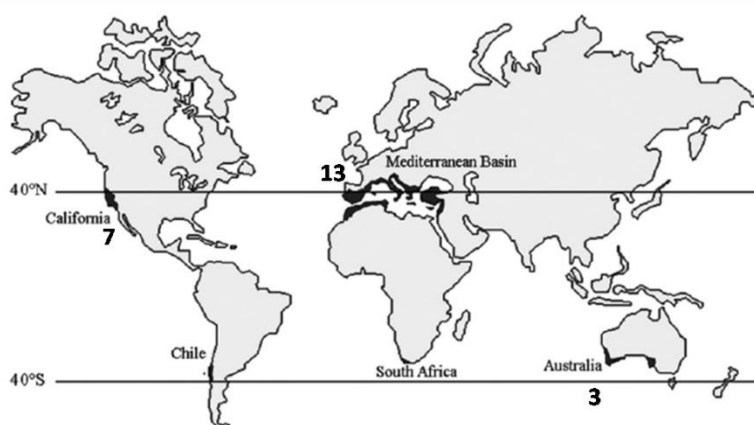 13
Mediterranean Basin
40°N
California
7
Chile
South Africa
Australia
40°S
3